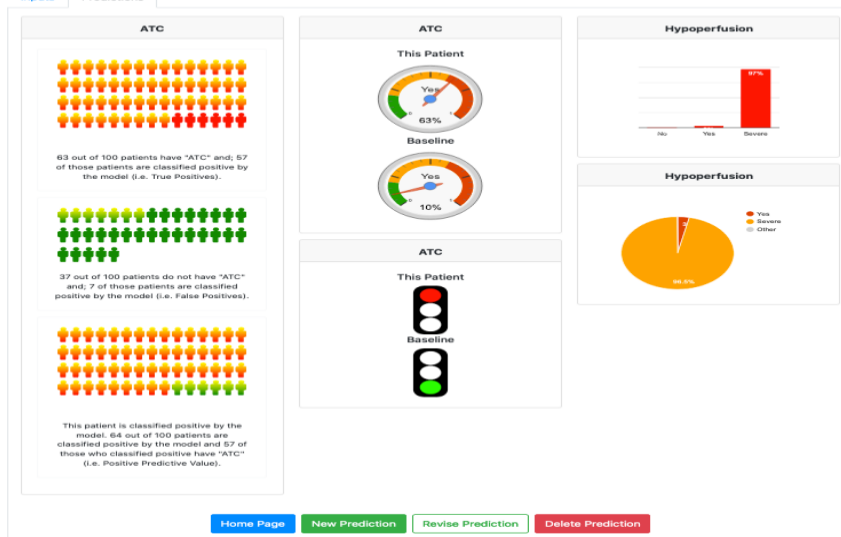 ATC
63 out of 100 patients have "ATC" and; 57
of those patients are classified positive by
the model (i.e. True Positives).
37 out of 100 patients do not have "ATC"
and; 7 of those patients are classified
positive by the model (i.e. False Positives).
This patient is classified positive by the
model. 64 out of 100 patients are
classified positive by the model and 57 of
those who classified positive have "ATC"
(i.e. Positive Predictive Value).
ATC
This Patient
Yes
0
1
63%
Baseline
Yes
0
1
10%
ATC
This Patient
Baseline
Hypoperfusion
97%
No
Yes
Severe
Hypoperfusion
Yes
Severe
Other
96.5%
Home Page
New Prediction
Revise Prediction
Delete Prediction